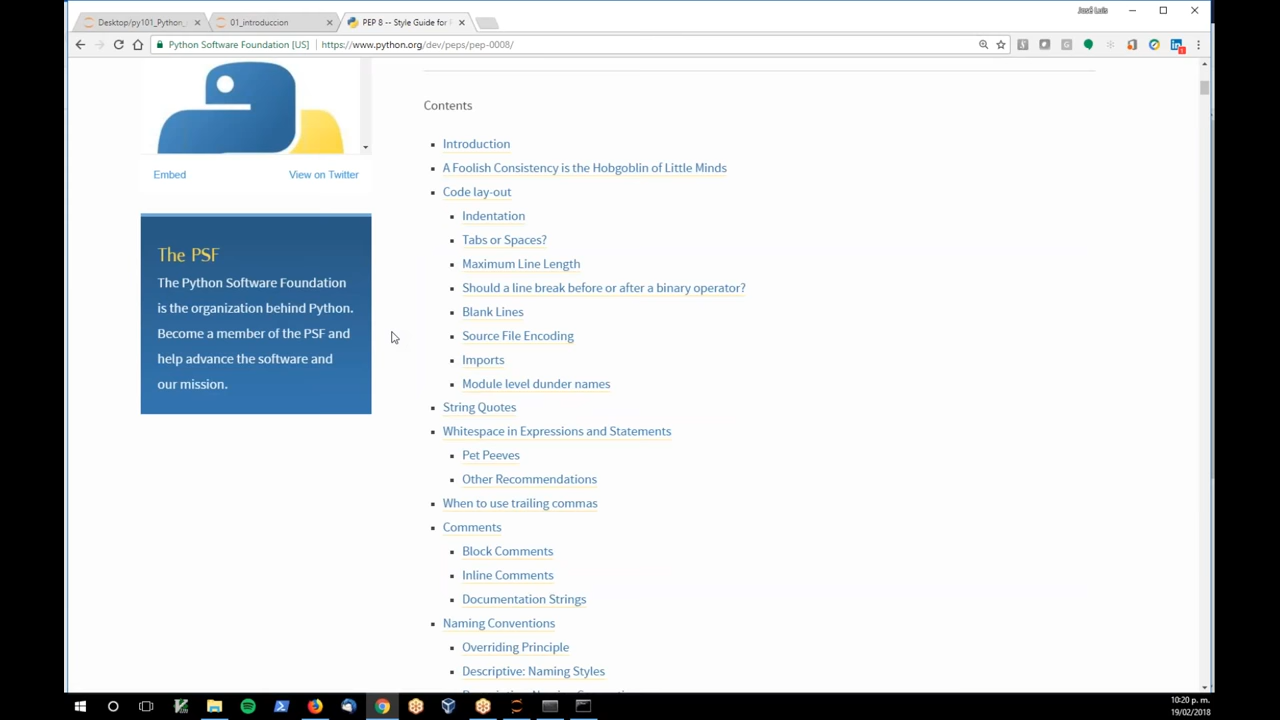 José Luis
Desktop/py101_Python_
01_introduccion
PEP 8 -- Style Guide for
Python Software Foundation [US]
https://www.python.org/dev/peps/pep-0008/
Contents
Introduction
A Foolish Consistency is the Hobgoblin of Little Minds
Code lay-out
Indentation
Tabs or Spaces?
Maximum Line Length
Should a line break before or after a binary operator?
Blank Lines
Source File Encoding
Imports
Module level dunder names
String Quotes
Whitespace in Expressions and Statements
Pet Peeves
Other Recommendations
When to use trailing commas
Comments
Block Comments
Inline Comments
Documentation Strings
Naming Conventions
Overriding Principle
Descriptive: Naming Styles
Embed
View on Twitter
The PSF
The Python Software Foundation
is the organization behind Python.
Become a member of the PSF and
help advance the software and
our mission.
10:20 p. m.
19/02/2018